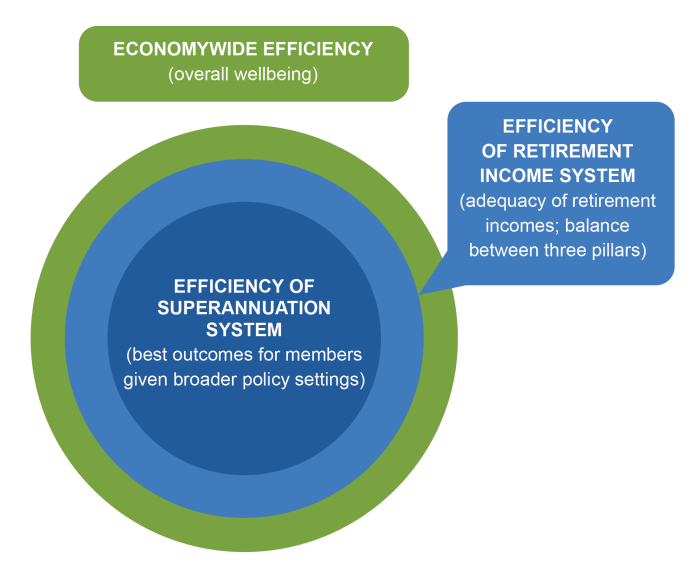 ECONOMYWIDE EFFICIENCY
(overall wellbeing)
EFFICIENCY
OF RETIREMENT
INCOME SYSTEM
(adequacy of retirement
incomes; balance
between three pillars)
EFFICIENCY OF
SUPERANNUATION
SYSTEM
(best outcomes for members
given broader policy settings)